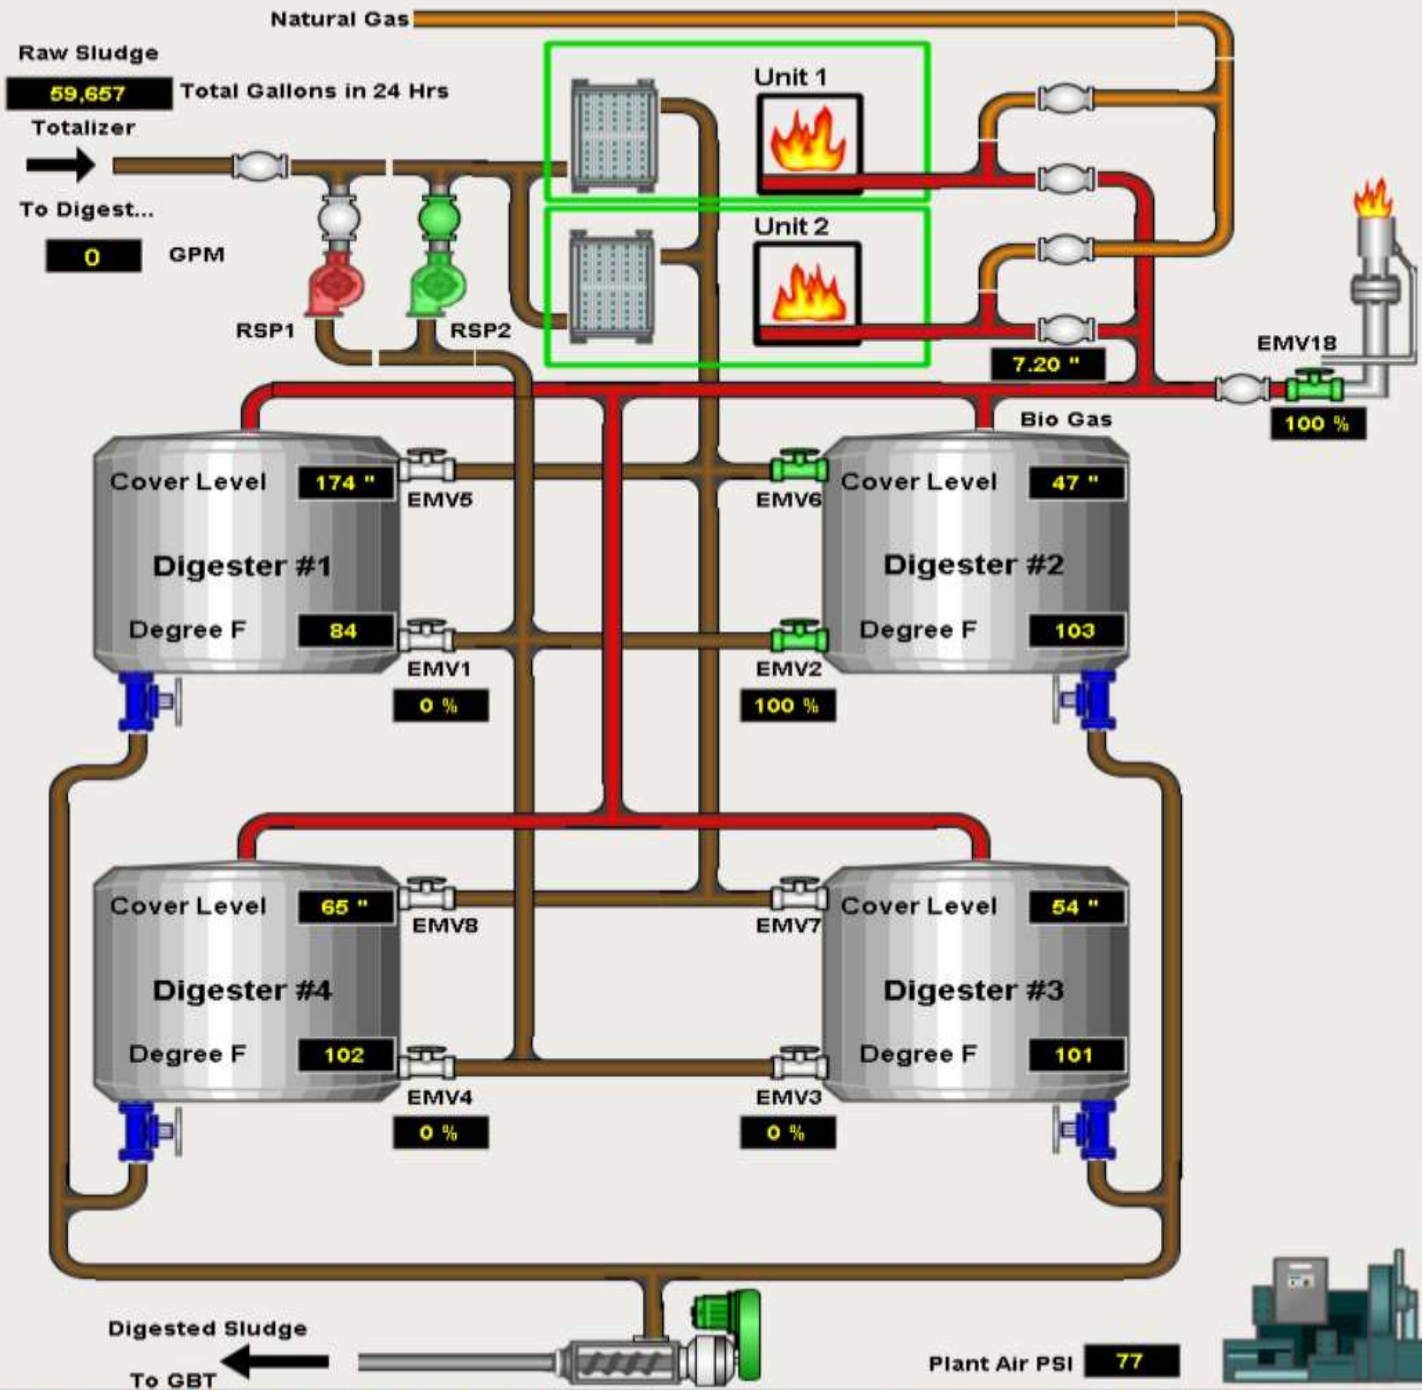 Natural Gas
Raw Sludge
59,657 Total Gallons in 24 Hrs
Totalizer
To Digest...
0 GPM
RSP1
RSP2
Unit 1
Unit 2
7.20 "
EMV18
100 %
Bio Gas
Cover Level 174 "
EMV5
Digester #1
Degree F 84
EMV1
0 %
EMV6
Cover Level 47 "
Digester #2
Degree F 103
EMV2
100 %
Cover Level 65 "
EMV8
Digester #4
Degree F 102
EMV4
0 %
EMV7
Cover Level 54 "
Digester #3
Degree F 101
EMV3
0 %
Digested Sludge
To GBT
Plant Air PSI 77